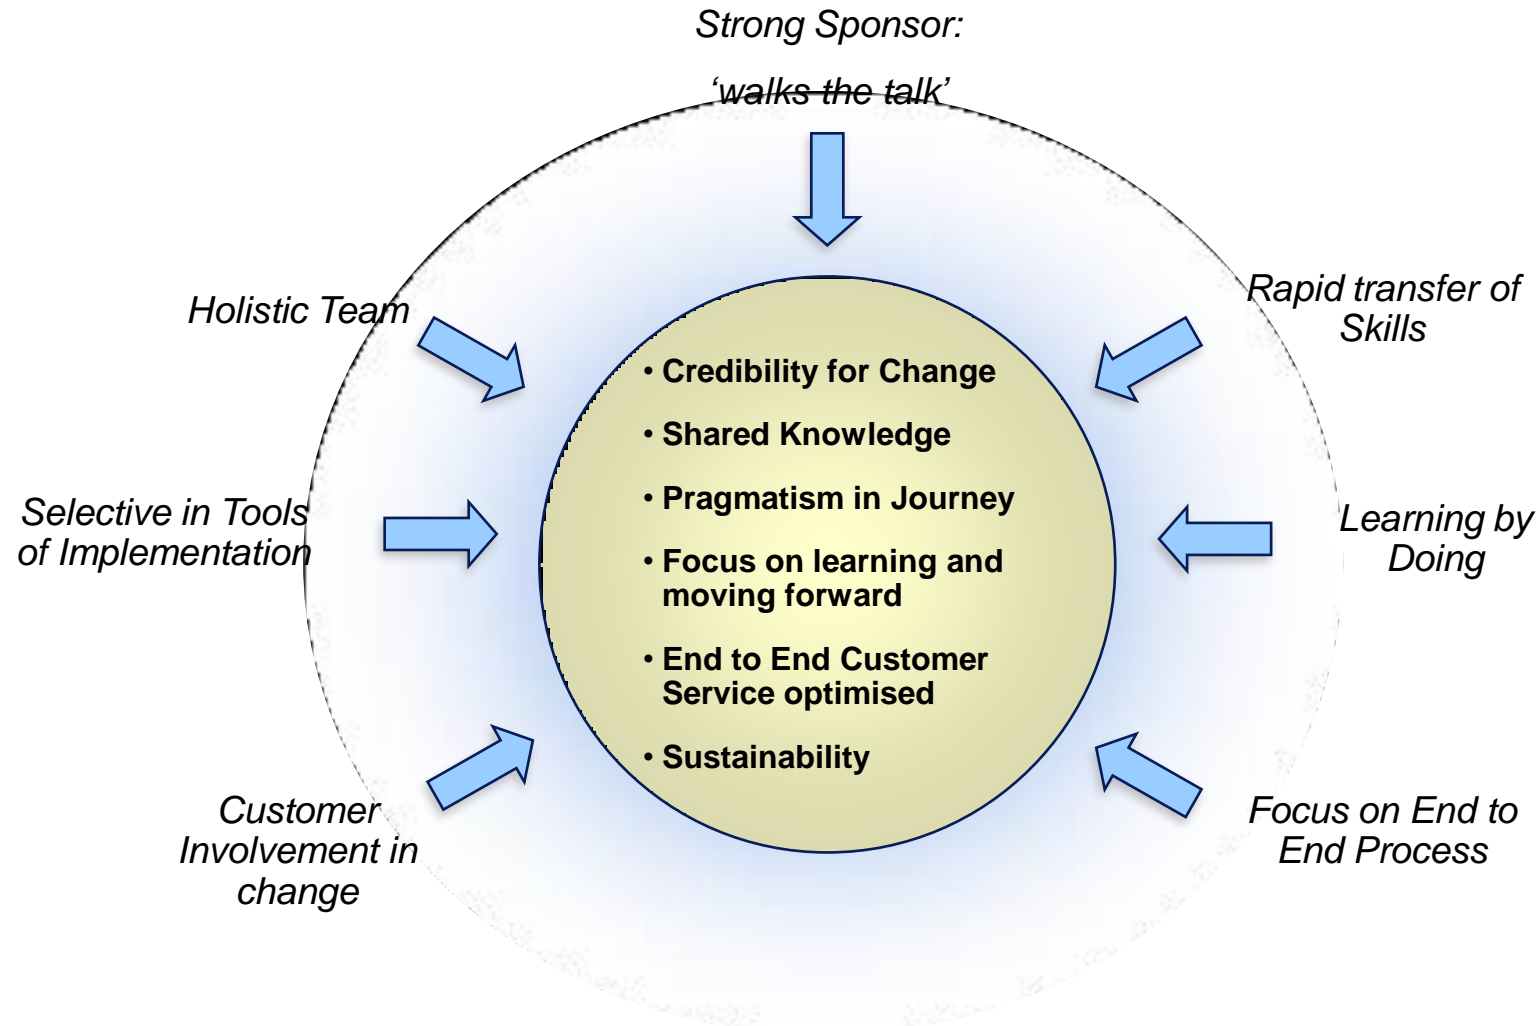 Strong Sponsor:
‘walks the talk’
Holistic Team
Rapid transfer of
Skills
• Credibility for Change
• Shared Knowledge
• Pragmatism in Journey
• Focus on learning and
moving forward
• End to End Customer
Service optimised
• Sustainability
Selective in Tools
of Implementation
Learning by
Doing
Customer
Involvement in
change
Focus on End to
End Process